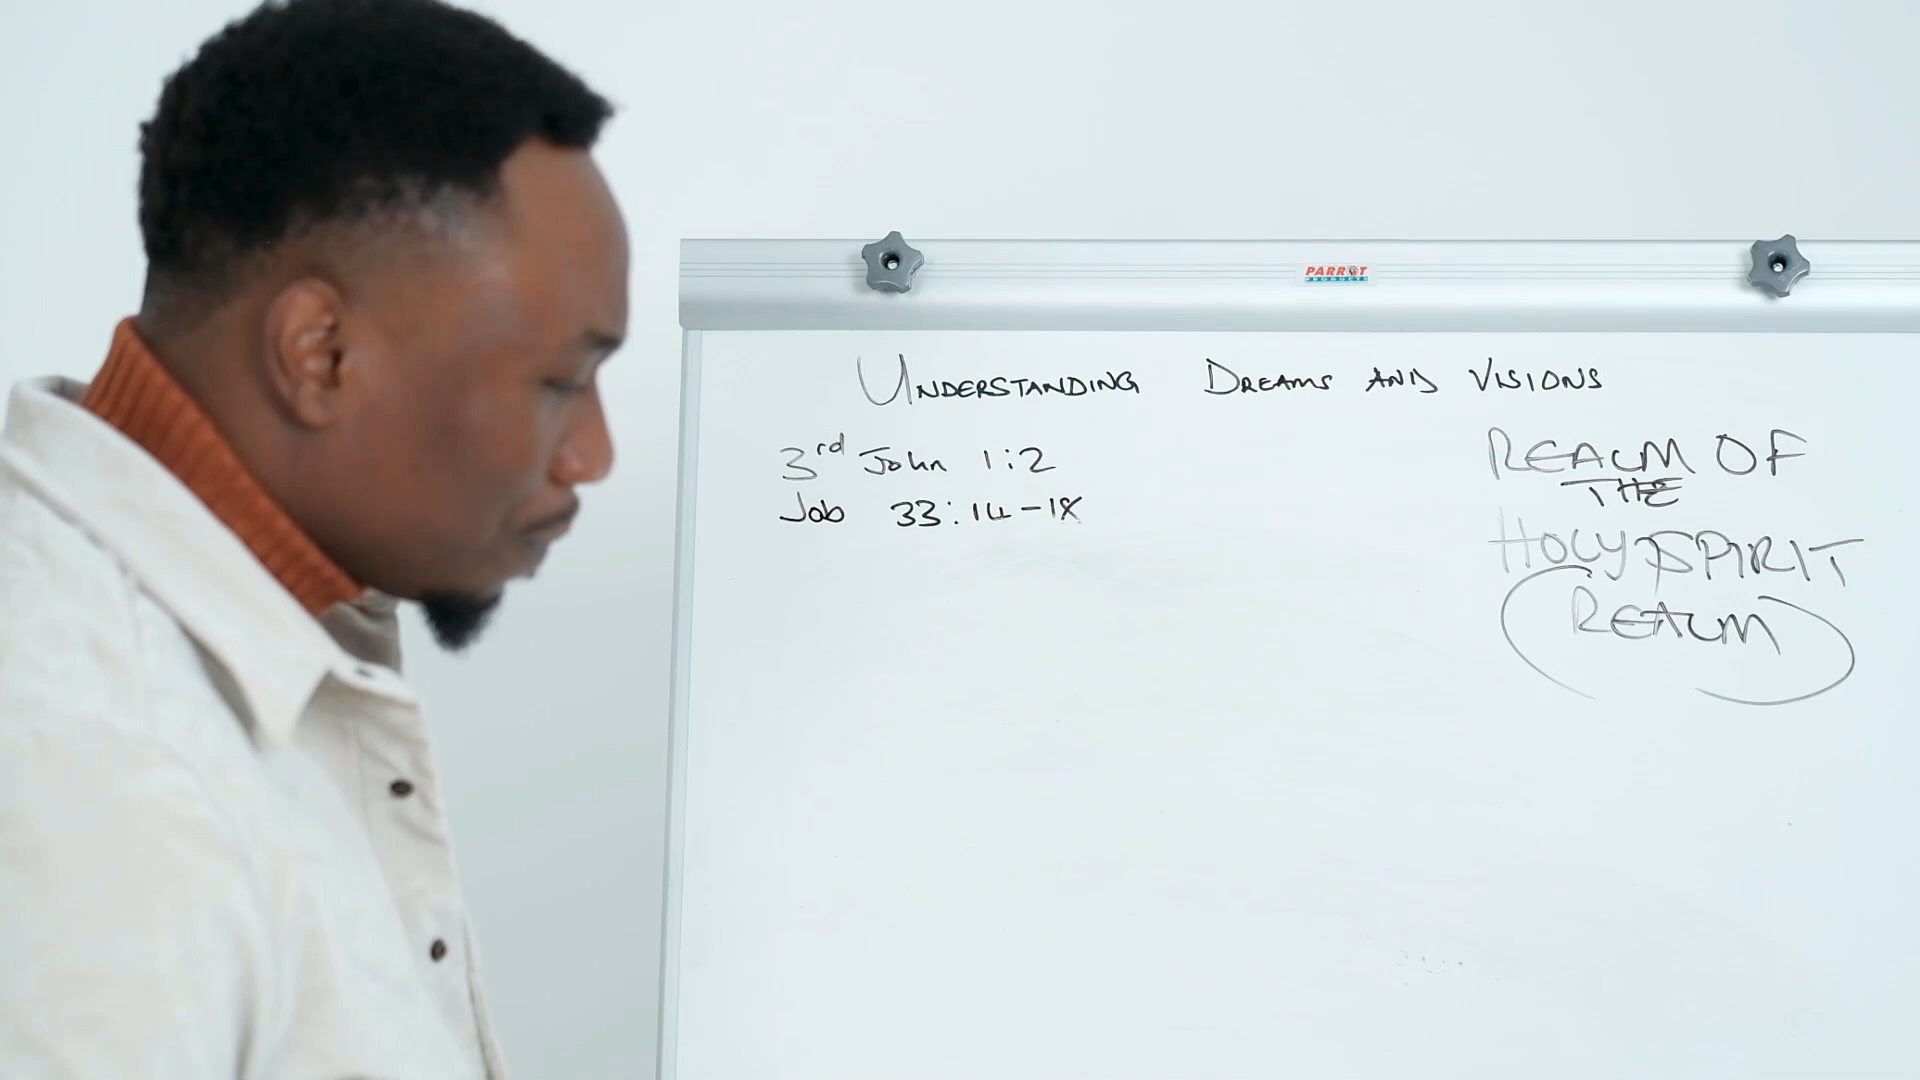 PARROT
PRODUCTS
UNDERSTANDING DREAMS AND VISIONS
3rd John 1:2
Job 33:14-18
REALM OF
THE
HOLY SPIRIT
REALM